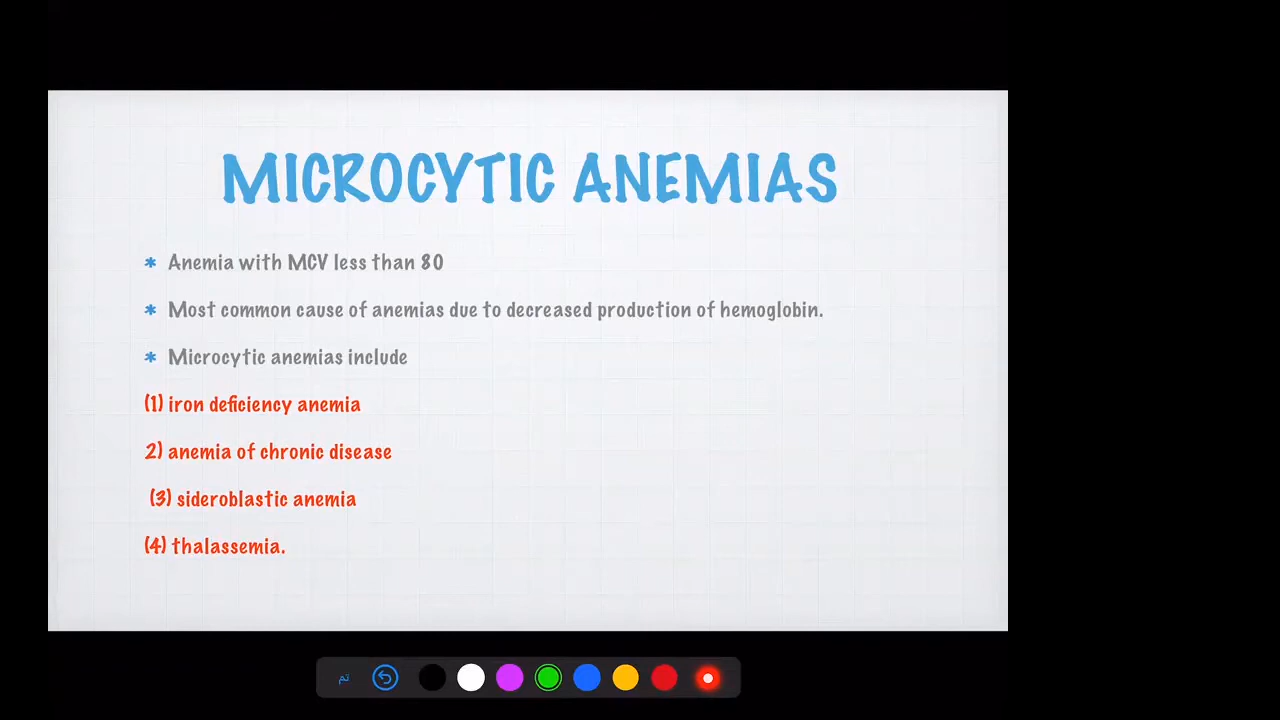 MICROCYTIC ANEMIAS
* Anemia with MCV less than 80
* Most common cause of anemias due to decreased production of hemoglobin.
* Microcytic anemias include
(1) iron deficiency anemia
2) anemia of chronic disease
(3) sideroblastic anemia
(4) thalassemia.
تم